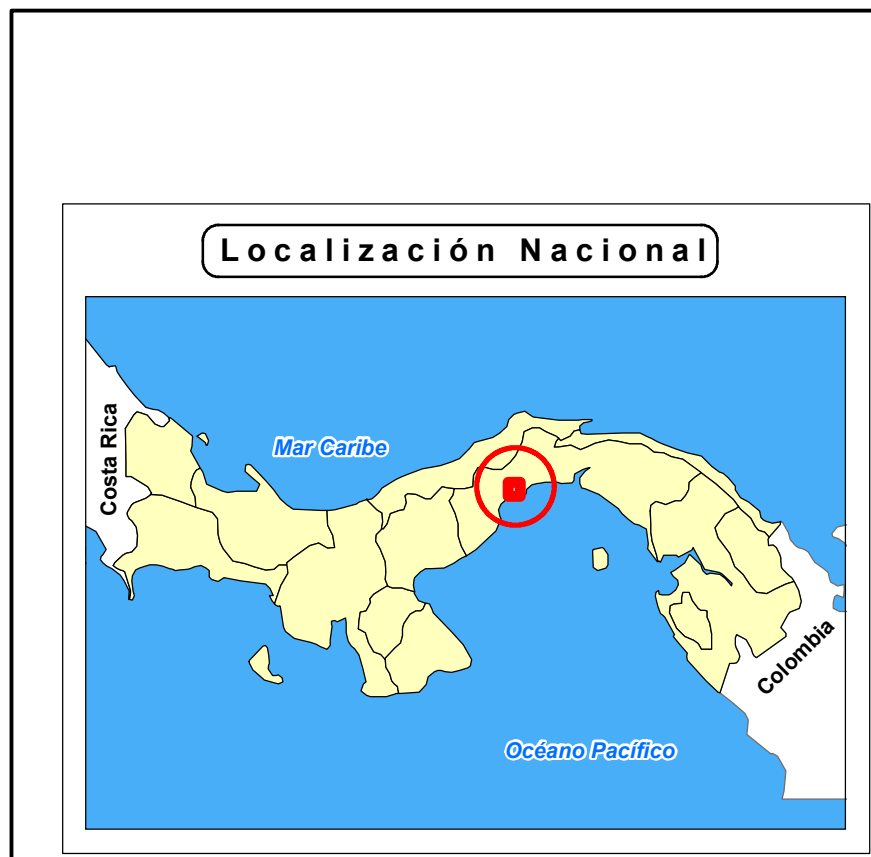 Localización Nacional
Costa Rica
Mar Caribe
Colombia
Océano Pacífico